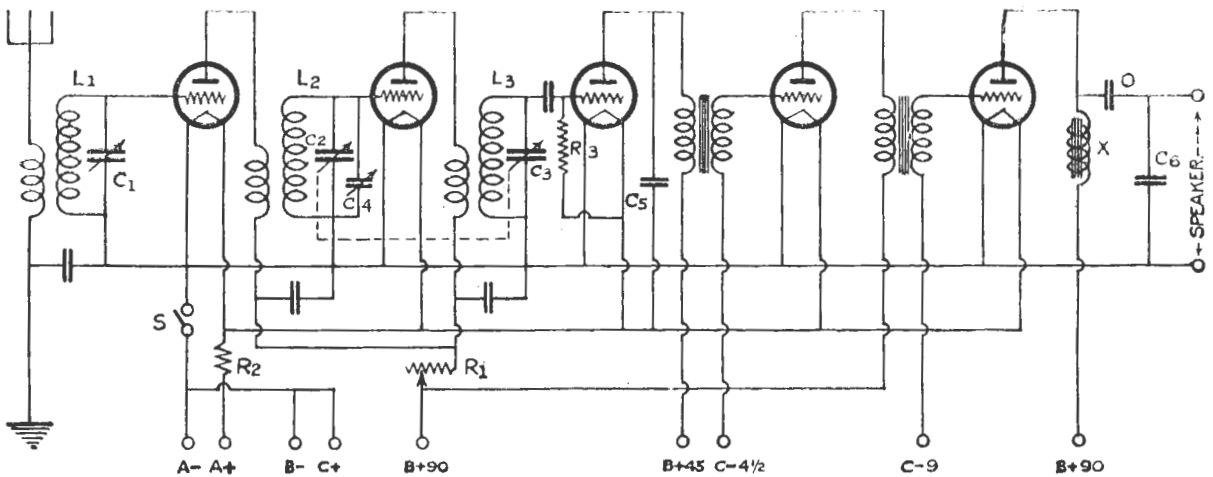 L1
C1
L2
C2
C4
L3
C3
R3
C5
O
X
C6
SPEAKER
S
R2
R1
A- A+ B- C+ B+90 B+45 C-4½ C-9 B+90